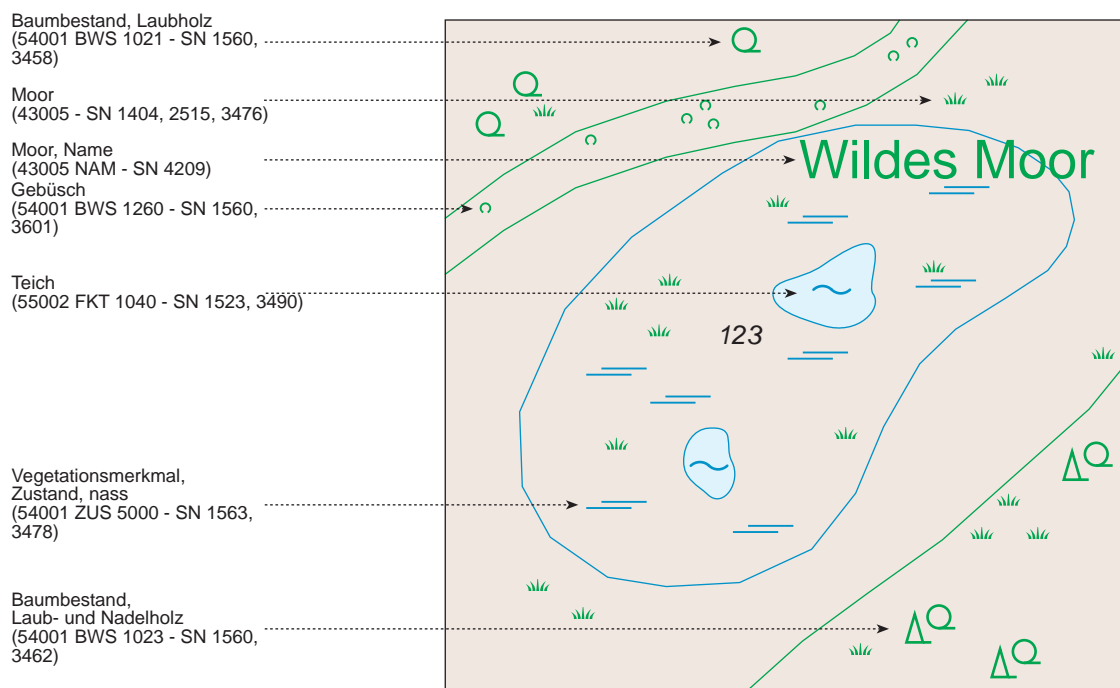 Baumbestand, Laubholz
(54001 BWS 1021 - SN 1560,
3458)
Moor
(43005 - SN 1404, 2515, 3476)
Moor, Name
(43005 NAM - SN 4209)
Gebüsch
(54001 BWS 1260 - SN 1560,
3601)
Teich
(55002 FKT 1040 - SN 1523, 3490)
Vegetationsmerkmal,
Zustand, nass
(54001 ZUS 5000 - SN 1563,
3478)
Baumbestand,
Laub- und Nadelholz
(54001 BWS 1023 - SN 1560,
3462)
Wildes Moor
123